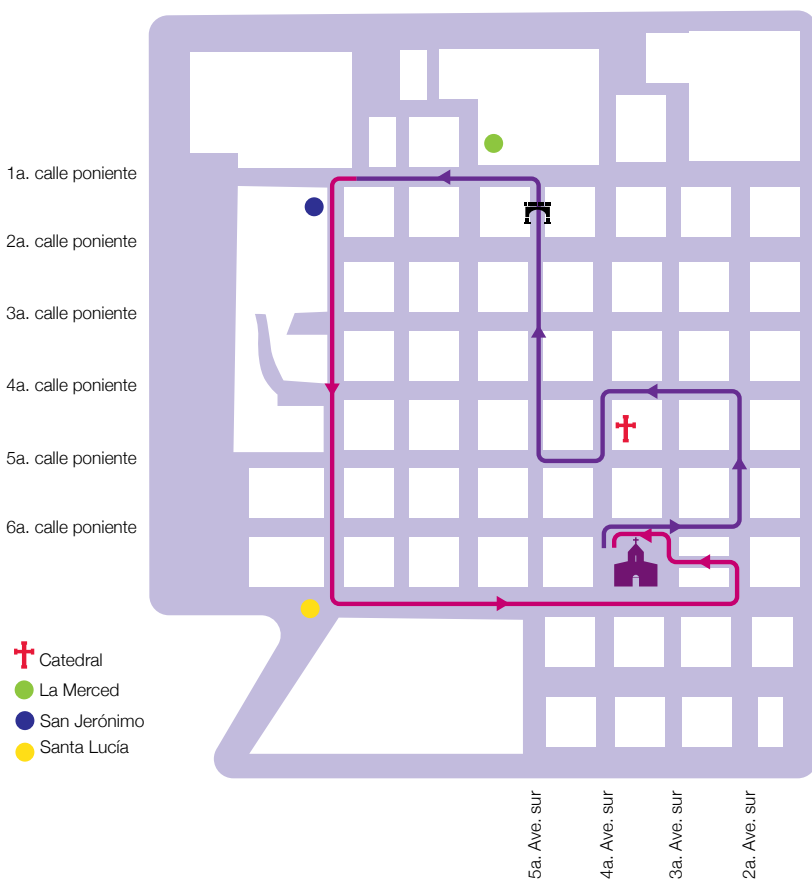 1a. calle poniente
2a. calle poniente
3a. calle poniente
4a. calle poniente
5a. calle poniente
6a. calle poniente
Catedral
La Merced
San Jerónimo
Santa Lucía
5a. Ave. sur
4a. Ave. sur
3a. Ave. sur
2a. Ave. sur